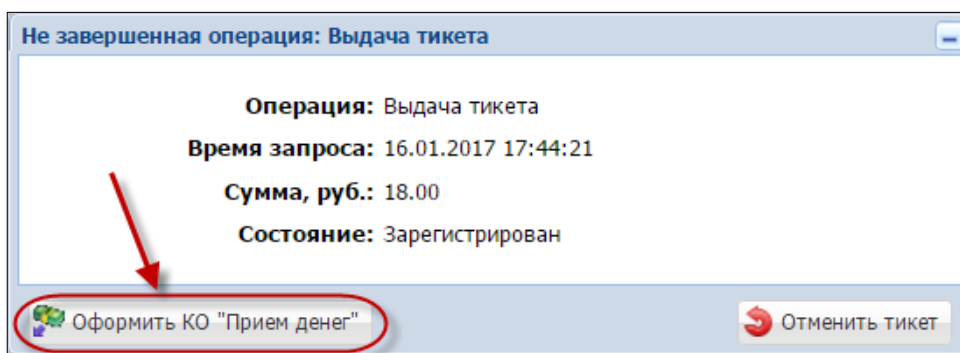 Не завершенная операция: Выдача тикета
Операция: Выдача тикета
Время запроса: 16.01.2017 17:44:21
Сумма, руб.: 18.00
Состояние: Зарегистрирован
Оформить КО "Прием денег" Отменить тикет